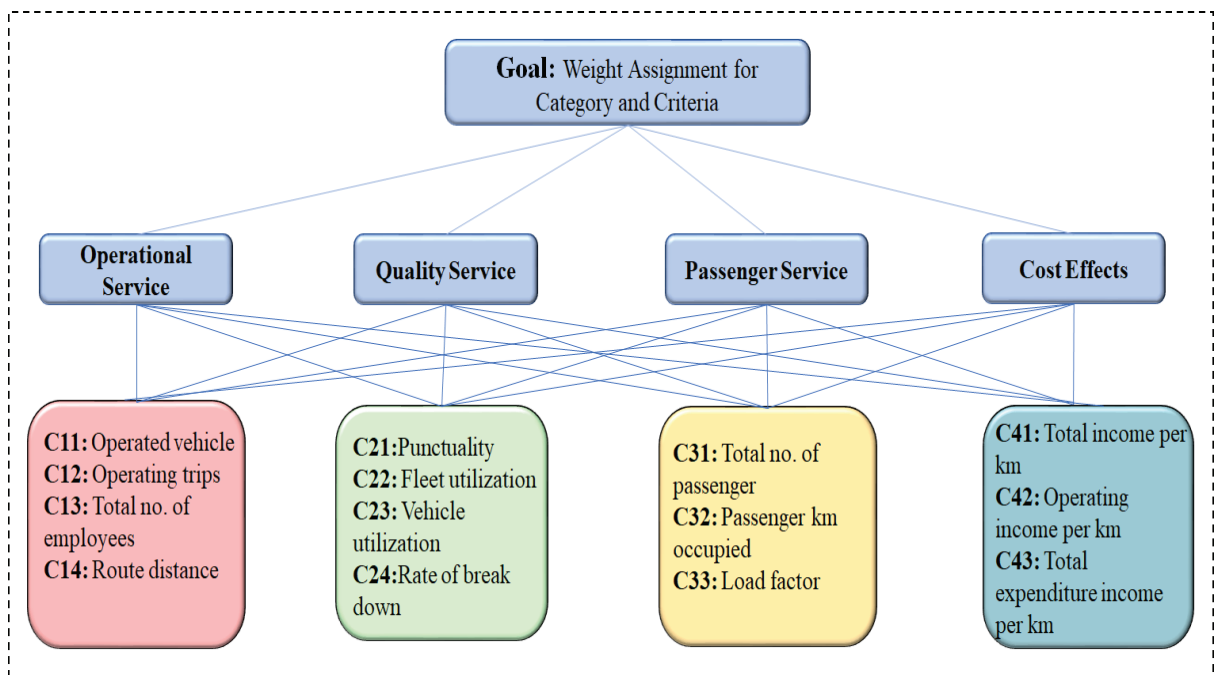 Goal: Weight Assignment for
Category and Criteria
Operational
Service
Quality Service
Passenger Service
Cost Effects
C11: Operated vehicle
C12: Operating trips
C13: Total no. of
employees
C14: Route distance
C21:Punctuality
C22: Fleet utilization
C23: Vehicle
utilization
C24:Rate of break
down
C31: Total no. of
passenger
C32: Passenger km
occupied
C33: Load factor
C41: Total income per
km
C42: Operating
income per km
C43: Total
expenditure income
per km